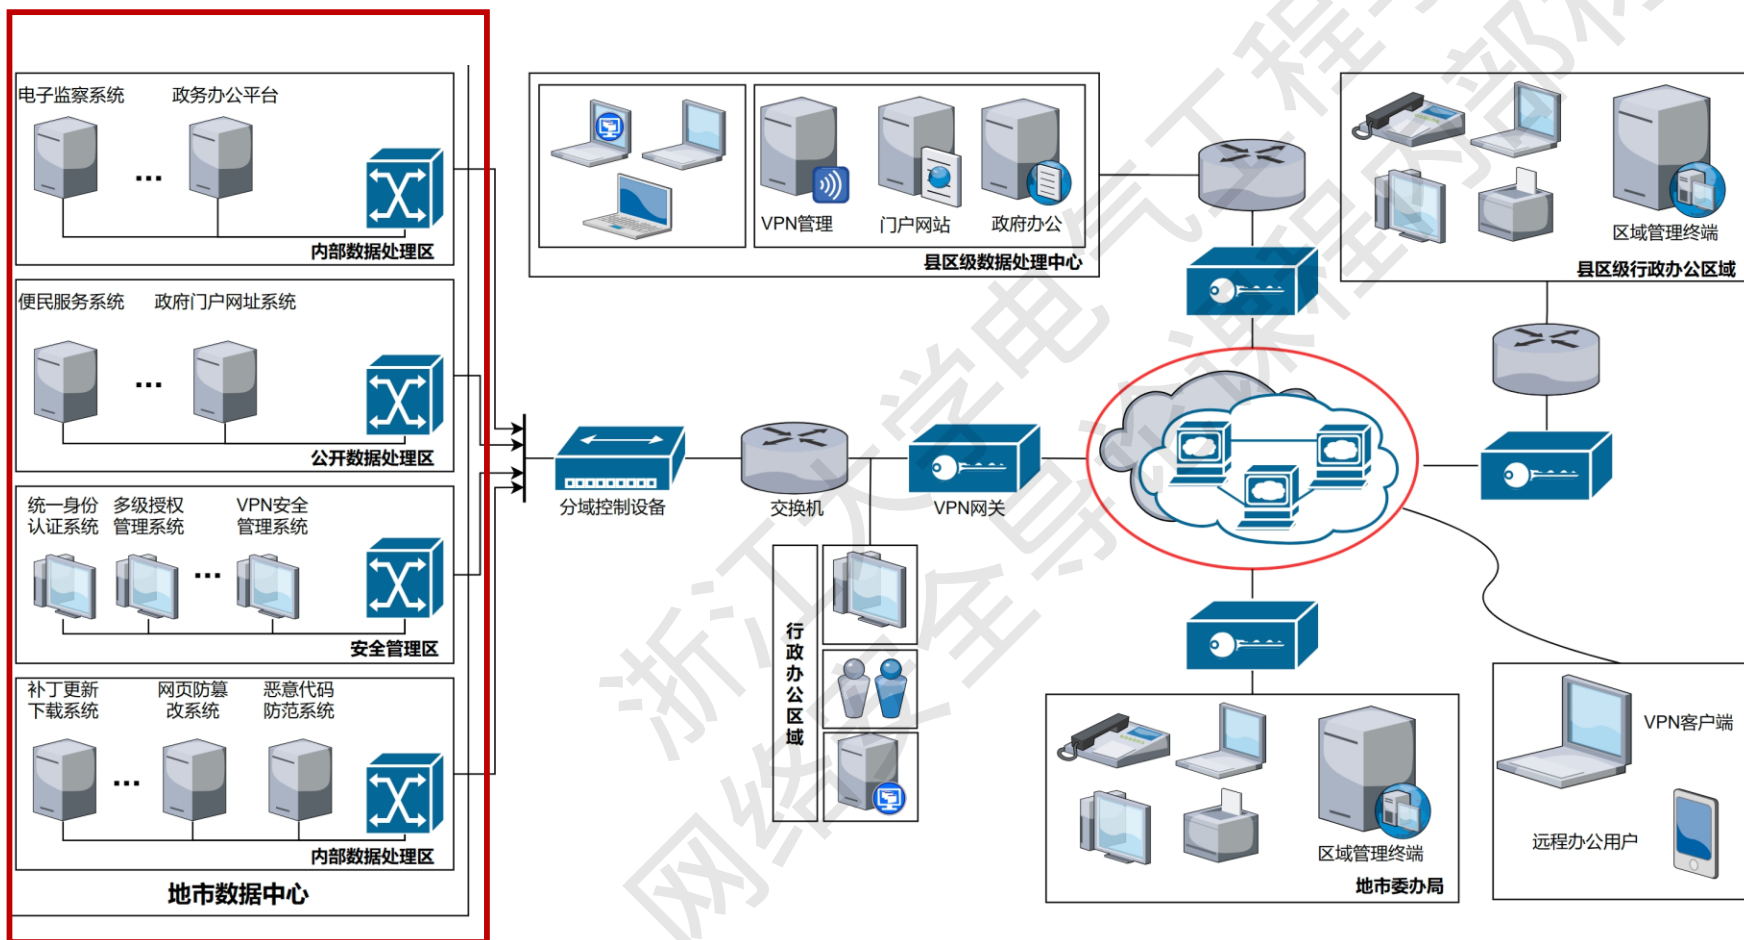 电子监察系统
政务办公平台
...
内部数据处理区
便民服务系统
政府门户网址系统
...
公开数据处理区
统一身份
认证系统
多级授权
管理系统
VPN安全
管理系统
...
安全管理区
补丁更新
下载系统
网页防篡
改系统
恶意代码
防范系统
...
内部数据处理区
地市数据中心
VPN管理
门户网站
政府办公
县区级数据处理中心
区域管理终端
县区级行政办公区域
分域控制设备
交换机
VPN网关
行政办公区域
区域管理终端
地市委办局
VPN客户端
远程办公用户
浙江大学电气工程学
网络安全导论课程内部材